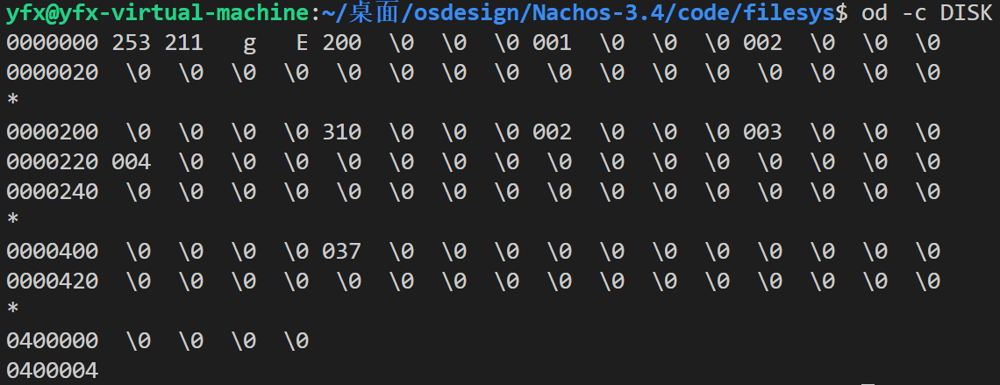 yfx@yfx-virtual-machine:~/桌面/osdesign/Nachos-3.4/code/filesys$ od -c DISK
0000000 253 211   g   E 200  \0  \0  \0 001  \0  \0  \0 002  \0  \0  \0
0000020  \0  \0  \0  \0  \0  \0  \0  \0  \0  \0  \0  \0  \0  \0  \0  \0
*
0000200  \0  \0  \0  \0 310  \0  \0  \0 002  \0  \0  \0 003  \0  \0  \0
0000220 004  \0  \0  \0  \0  \0  \0  \0  \0  \0  \0  \0  \0  \0  \0  \0
0000240  \0  \0  \0  \0  \0  \0  \0  \0  \0  \0  \0  \0  \0  \0  \0  \0
*
0000400  \0  \0  \0  \0 037  \0  \0  \0  \0  \0  \0  \0  \0  \0  \0  \0
0000420  \0  \0  \0  \0  \0  \0  \0  \0  \0  \0  \0  \0  \0  \0  \0  \0
*
0400000  \0  \0  \0  \0
0400004